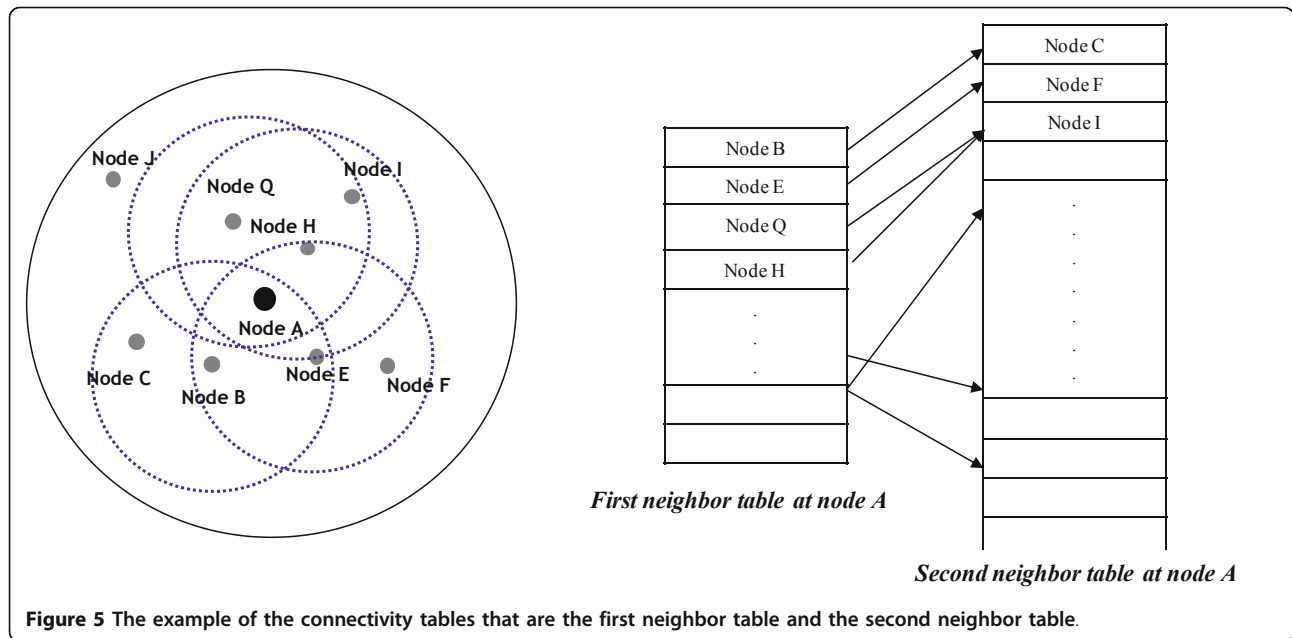 Node J
Node Q
Node I
Node H
Node A
Node C
Node B
Node E
Node F
Node B
Node E
Node Q
Node H
.
.
.
First neighbor table at node A
Node C
Node F
Node I
.
.
.
.
.
.
.
Second neighbor table at node A
Figure 5 The example of the connectivity tables that are the first neighbor table and the second neighbor table.